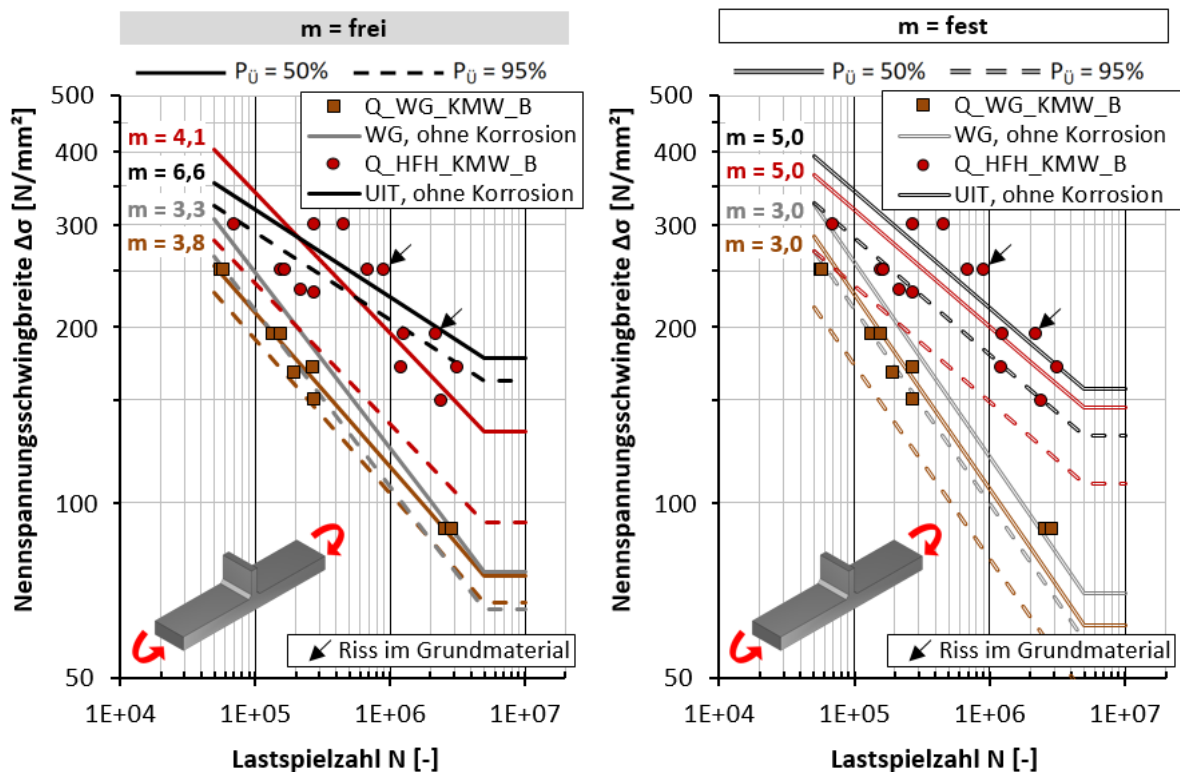 m = frei
PÜ = 50% PÜ = 95%
Nennspannungsschwingbreite Δσ [N/mm²]
500
400
300
200
100
50
Q_WG_KMW_B
WG, ohne Korrosion
Q_HFH_KMW_B
UIT, ohne Korrosion
m = 4,1
m = 6,6
m = 3,3
m = 3,8
Riss im Grundmaterial
1E+04 1E+05 1E+06 1E+07
Lastspielzahl N [-]
m = fest
PÜ = 50% PÜ = 95%
Nennspannungsschwingbreite Δσ [N/mm²]
500
400
300
200
100
50
Q_WG_KMW_B
WG, ohne Korrosion
Q_HFH_KMW_B
UIT, ohne Korrosion
m = 5,0
m = 5,0
m = 3,0
m = 3,0
Riss im Grundmaterial
1E+04 1E+05 1E+06 1E+07
Lastspielzahl N [-]